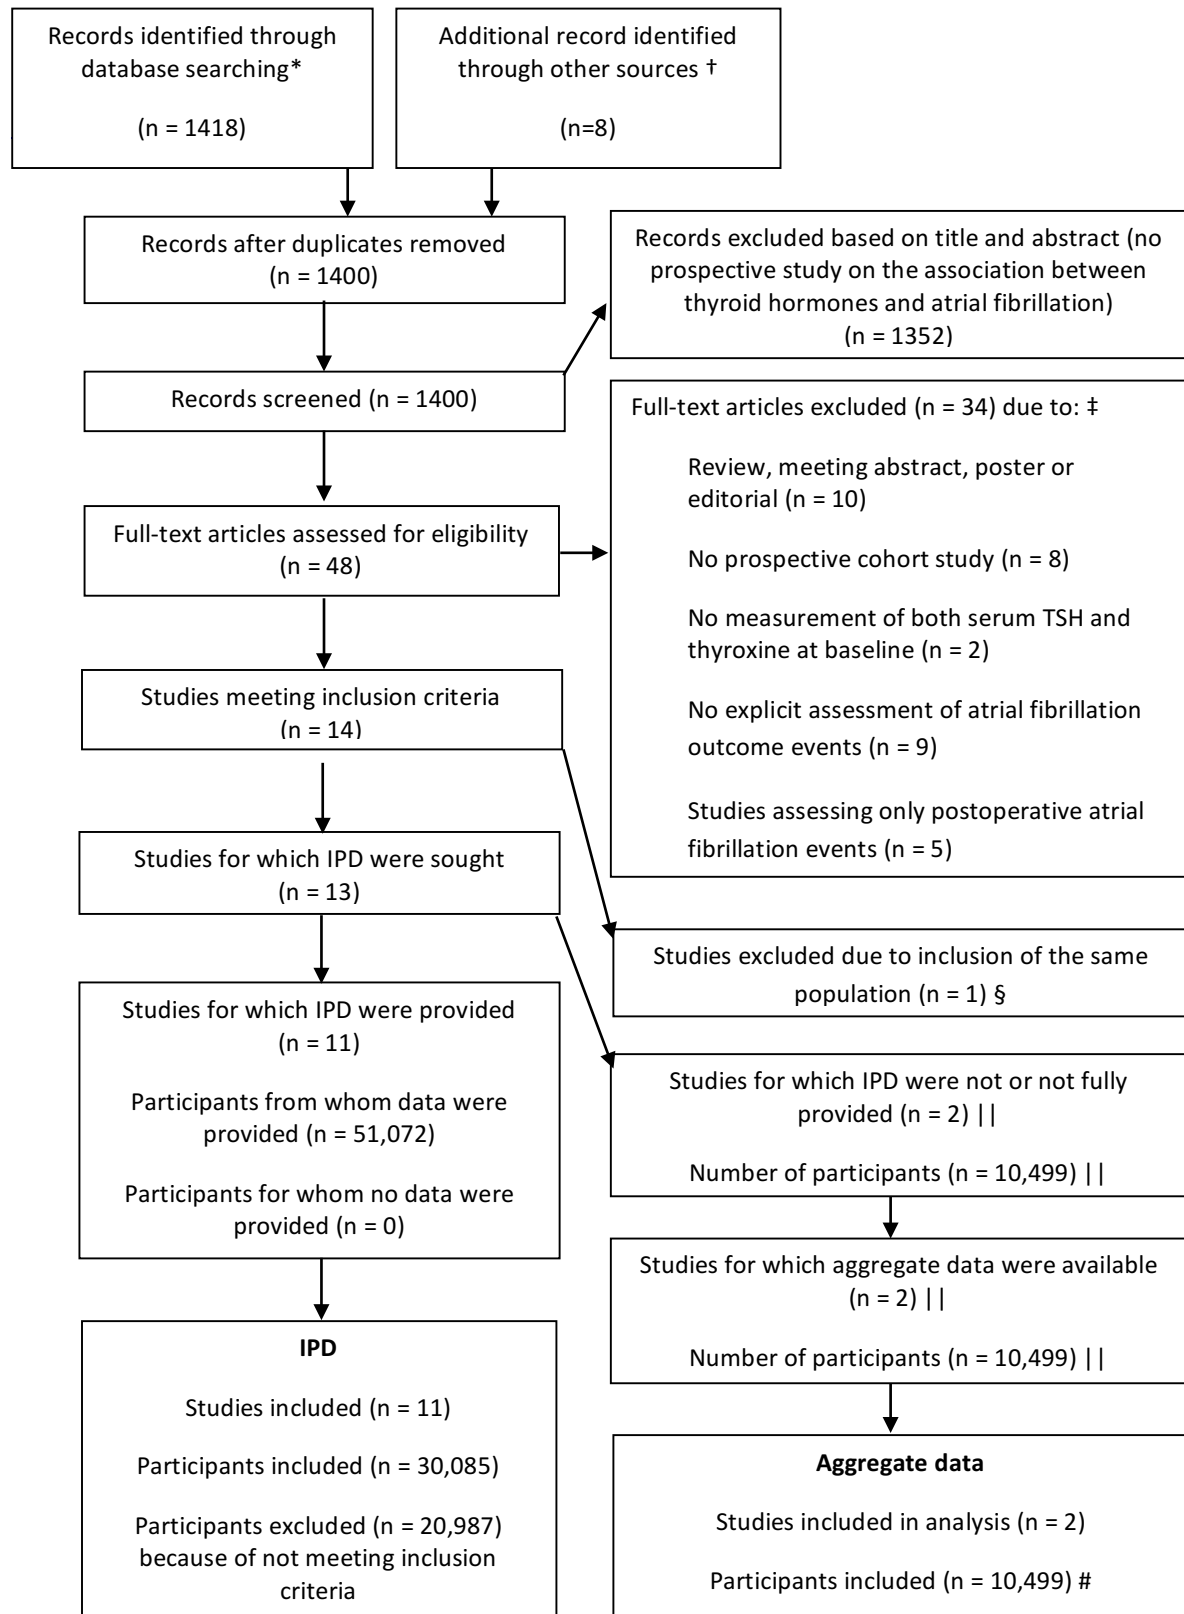 Records identified through
database searching*
(n = 1418)
Additional record identified
through other sources †
(n=8)
Records after duplicates removed
(n = 1400)
Records excluded based on title and abstract (no
prospective study on the association between
thyroid hormones and atrial fibrillation)
(n = 1352)
Records screened (n = 1400)
Full-text articles excluded (n = 34) due to: ‡
Review, meeting abstract, poster or
editorial (n = 10)
No prospective cohort study (n = 8)
No measurement of both serum TSH and
thyroxine at baseline (n = 2)
No explicit assessment of atrial fibrillation
outcome events (n = 9)
Studies assessing only postoperative atrial
fibrillation events (n = 5)
Full-text articles assessed for eligibility
(n = 48)
Studies meeting inclusion criteria
(n = 14)
Studies for which IPD were sought
(n = 13)
Studies excluded due to inclusion of the same
population (n = 1) §
Studies for which IPD were provided
(n = 11)
Participants from whom data were
provided (n = 51,072)
Participants for whom no data were
provided (n = 0)
Studies for which IPD were not or not fully
provided (n = 2) ||
Number of participants (n = 10,499) ||
Studies for which aggregate data were available
(n = 2) ||
Number of participants (n = 10,499) ||
IPD
Studies included (n = 11)
Participants included (n = 30,085)
Participants excluded (n = 20,987)
because of not meeting inclusion
criteria
Aggregate data
Studies included in analysis (n = 2)
Participants included (n = 10,499) #